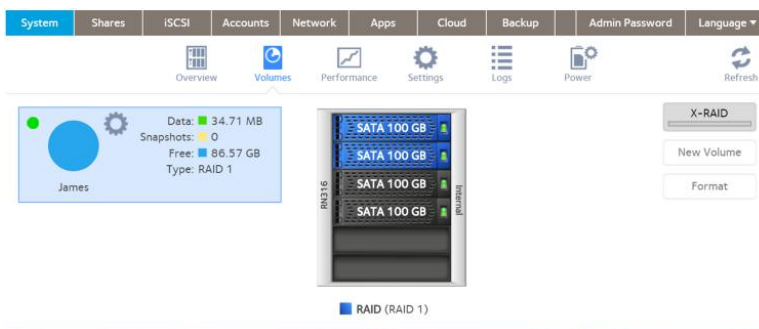 System Shares iSCSI Accounts Network Apps Cloud Backup Admin Password Language
Overview Volumes Performance Settings Logs Power Refresh
Data: 34.71 MB
Snapshots: 0
Free: 86.57 GB
Type: RAID 1
James
RN316
SATA 100 GB
SATA 100 GB
SATA 100 GB
SATA 100 GB
Internal
RAID (RAID 1)
X-RAID
New Volume
Format